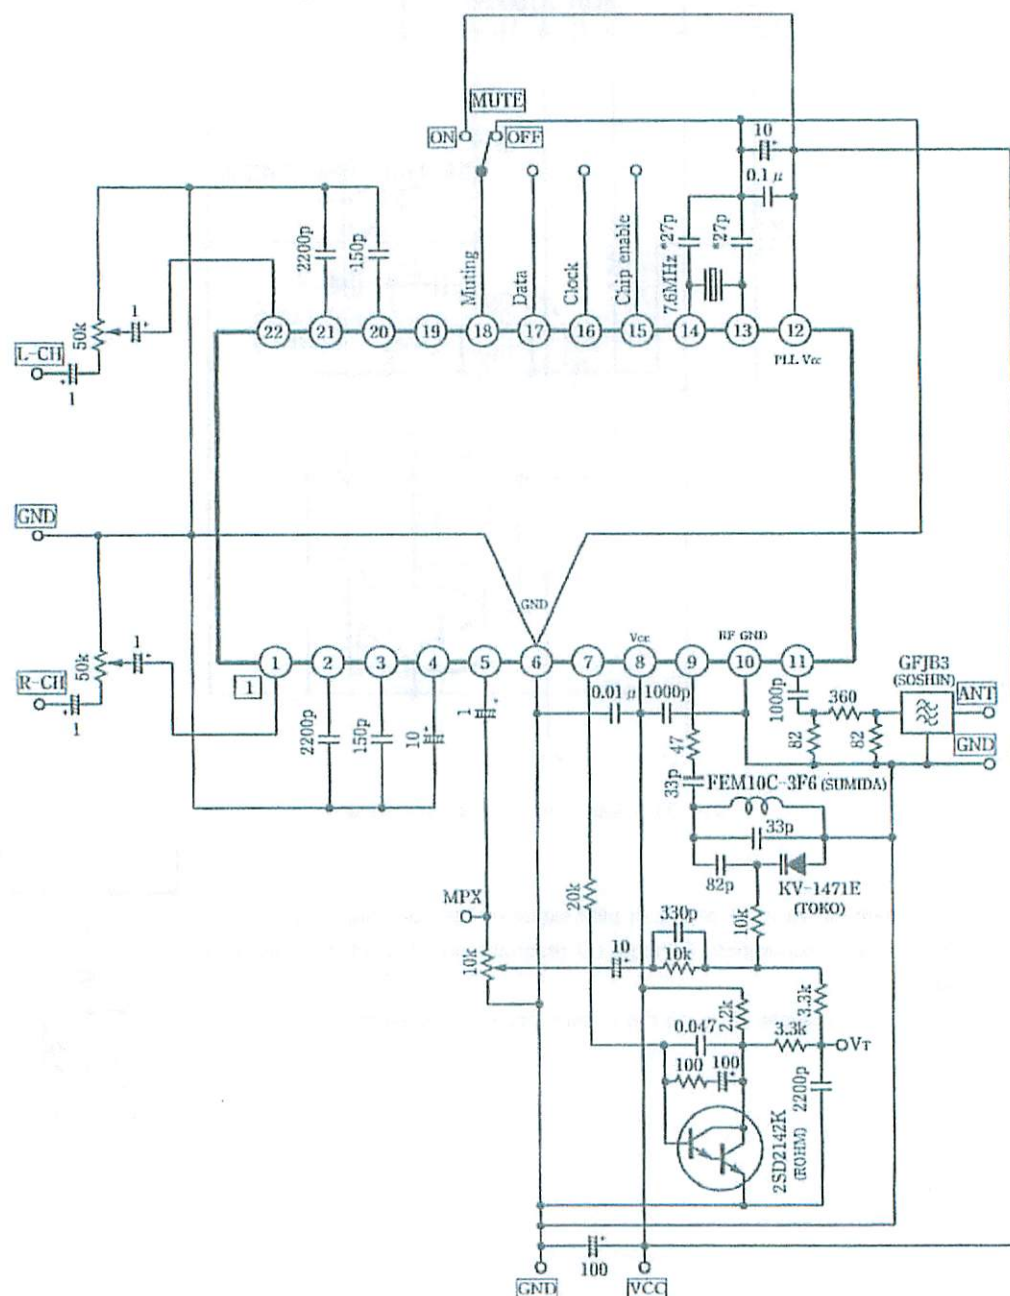 MUTE
ON
OFF
10
0.1μ
2200p
150p
Muting
Data
Clock
Chip enable
7.6MHz
*27p
*27p
1
50k
L-CH
1
22
21
20
19
18
17
16
15
14
13
12
PLL Vcc
GND
GND
Vcc
RF GND
1
50k
R-CH
1
1
2
3
4
5
6
7
8
9
10
11
1
2200p
150p
10
1
0.01μ
1000p
47
1000p
360
82
82
GFJB3
(SOSHIN)
ANT
GND
33p
FEM10C-3F6 (SUMIDA)
33p
82p
KV-1471E
(TOKO)
MPX
20k
10k
330p
10
10k
10k
3.3k
2.2k
0.047
3.3k
VT
100
100
2200p
2SD2142K
(ROHM)
100
GND
VCC